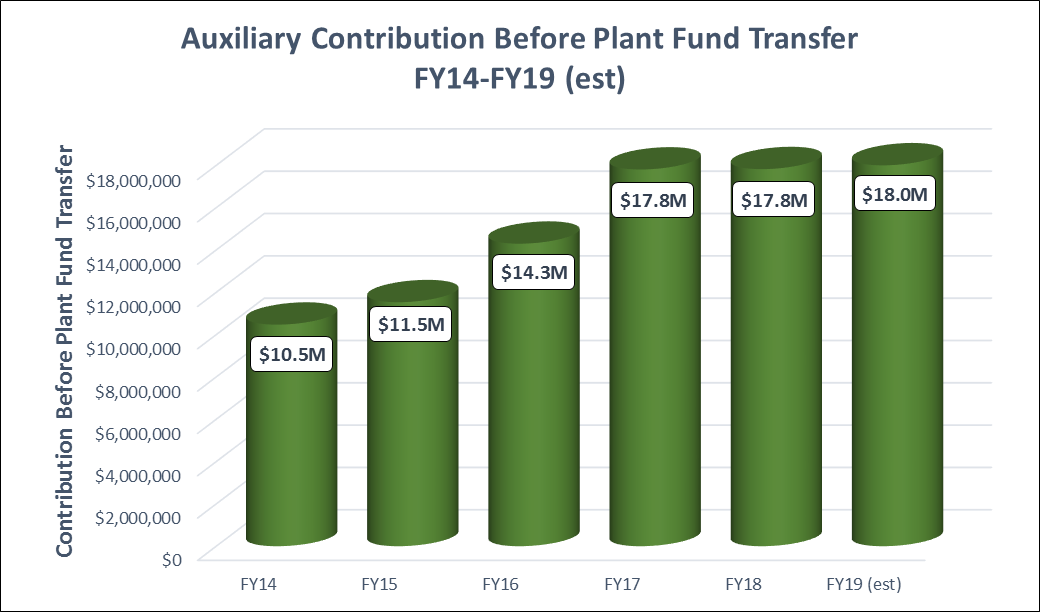 Auxiliary Contribution Before Plant Fund Transfer
FY14-FY19 (est)
Contribution Before Plant Fund Transfer
$18,000,000
$16,000,000
$14,000,000
$12,000,000
$10,000,000
$8,000,000
$6,000,000
$4,000,000
$2,000,000
$0
$10.5M
$11.5M
$14.3M
$17.8M
$17.8M
$18.0M
FY14
FY15
FY16
FY17
FY18
FY19 (est)